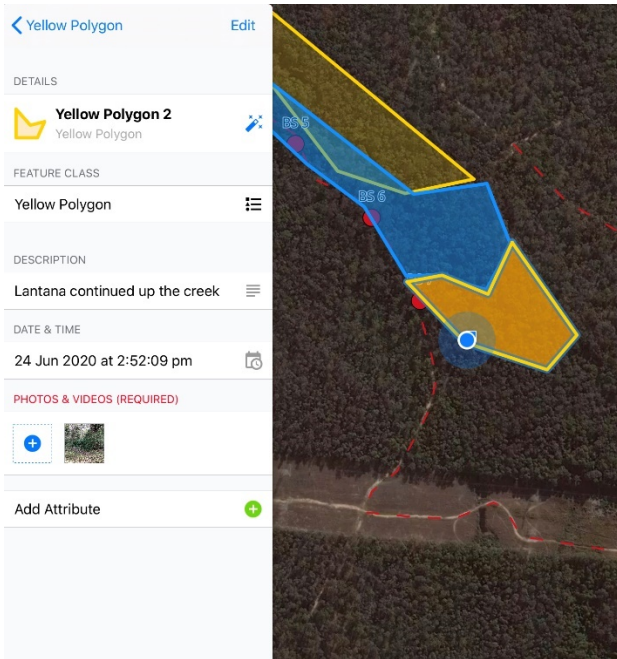 Yellow Polygon
Edit
DETAILS
Yellow Polygon 2
Yellow Polygon
FEATURE CLASS
Yellow Polygon
DESCRIPTION
Lantana continued up the creek
DATE & TIME
24 Jun 2020 at 2:52:09 pm
PHOTOS & VIDEOS (REQUIRED)
Add Attribute
BS 5
BS 6